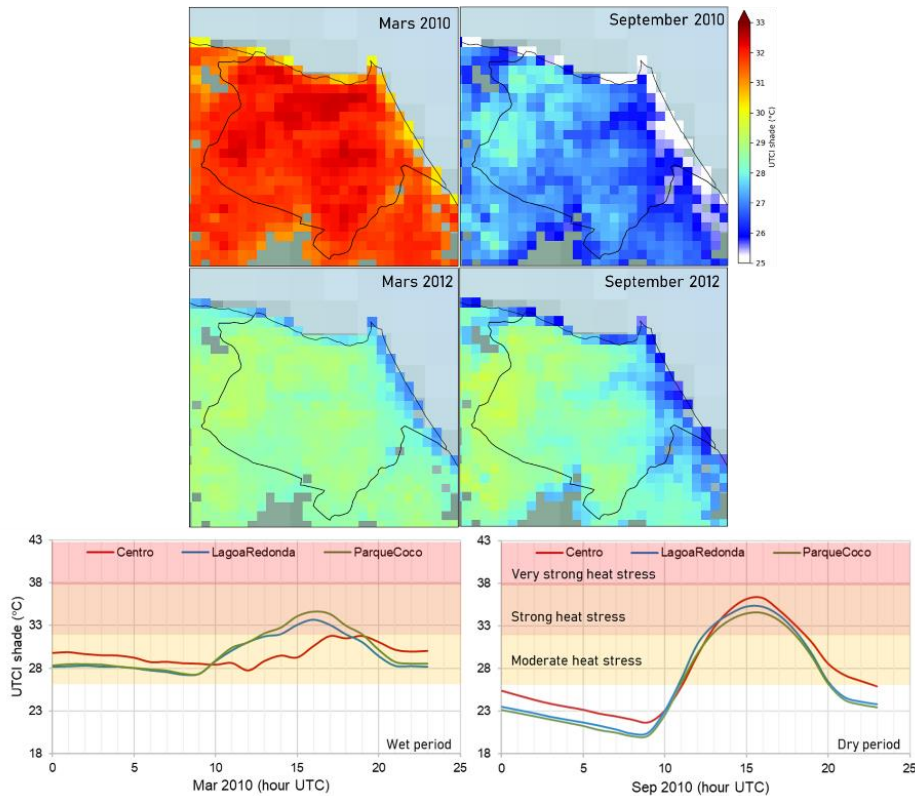 Mars 2010
September 2010
33
32
31
30
29
28
27
26
25
UTCI shade (°C)
Mars 2012
September 2012
43
38
33
28
23
18
UTCI shade (°C)
Centro LagoaRedonda ParqueCoco
Wet period
0 5 10 15 20 25
Mar 2010 (hour UTC)
43
38
33
28
23
18
Centro LagoaRedonda ParqueCoco
Very strong heat stress
Strong heat stress
Moderate heat stress
Dry period
0 5 10 15 20 25
Sep 2010 (hour UTC)